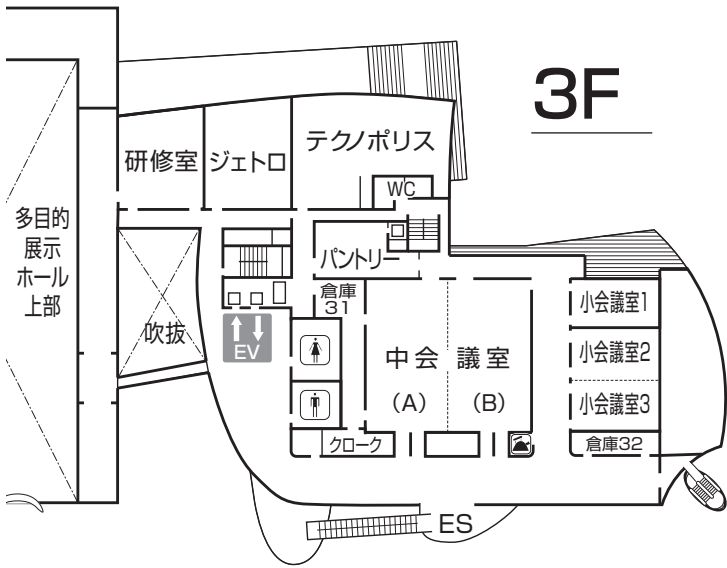 3F
テクノポリス
研修室
ジェトロ
WC
多目的
展示
ホール
上部
パントリー
倉庫
31
小会議室1
吹抜
EV
中会議室
(A)
(B)
小会議室2
小会議室3
クローク
倉庫32
ES